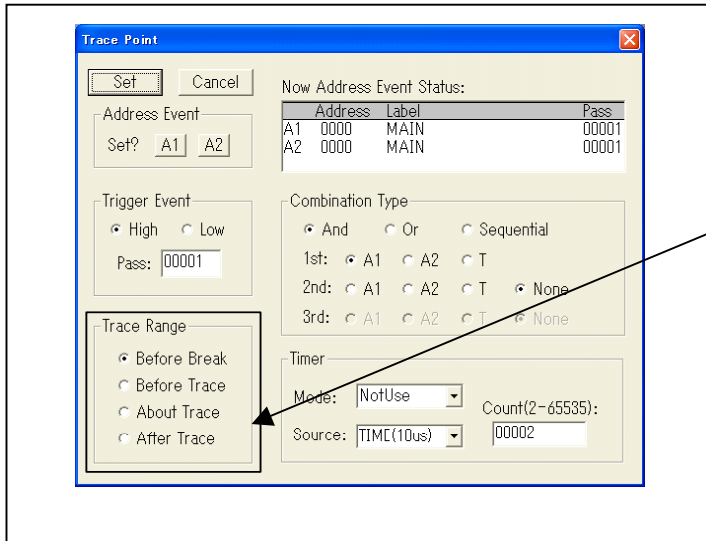 Trace Point
Set Cancel
Now Address Event Status:
Address Label Pass
A1 0000 MAIN 00001
A2 0000 MAIN 00001
Address Event
Set? A1 A2
Trigger Event
High Low
Pass: 00001
Combination Type
And Or Sequential
1st: A1 A2 T
2nd: A1 A2 T None
3rd: A1 A2 T None
Trace Range
Before Break
Before Trace
About Trace
After Trace
Timer
Mode: NotUse
Count(2-65535):
Source: TIME(10us) 00002